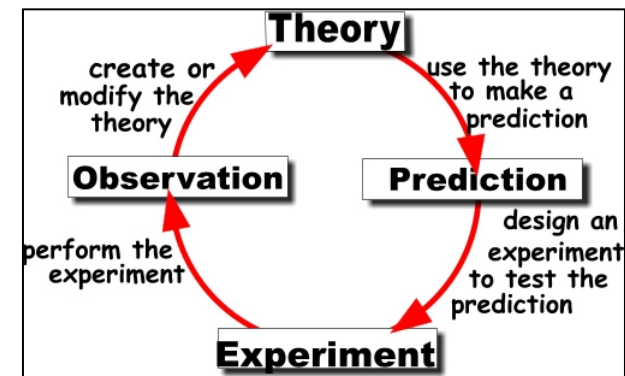 Theory
create or
modify the
theory
use the theory
to make a
prediction
Observation
Prediction
perform the
experiment
design an
experiment
to test the
prediction
Experiment